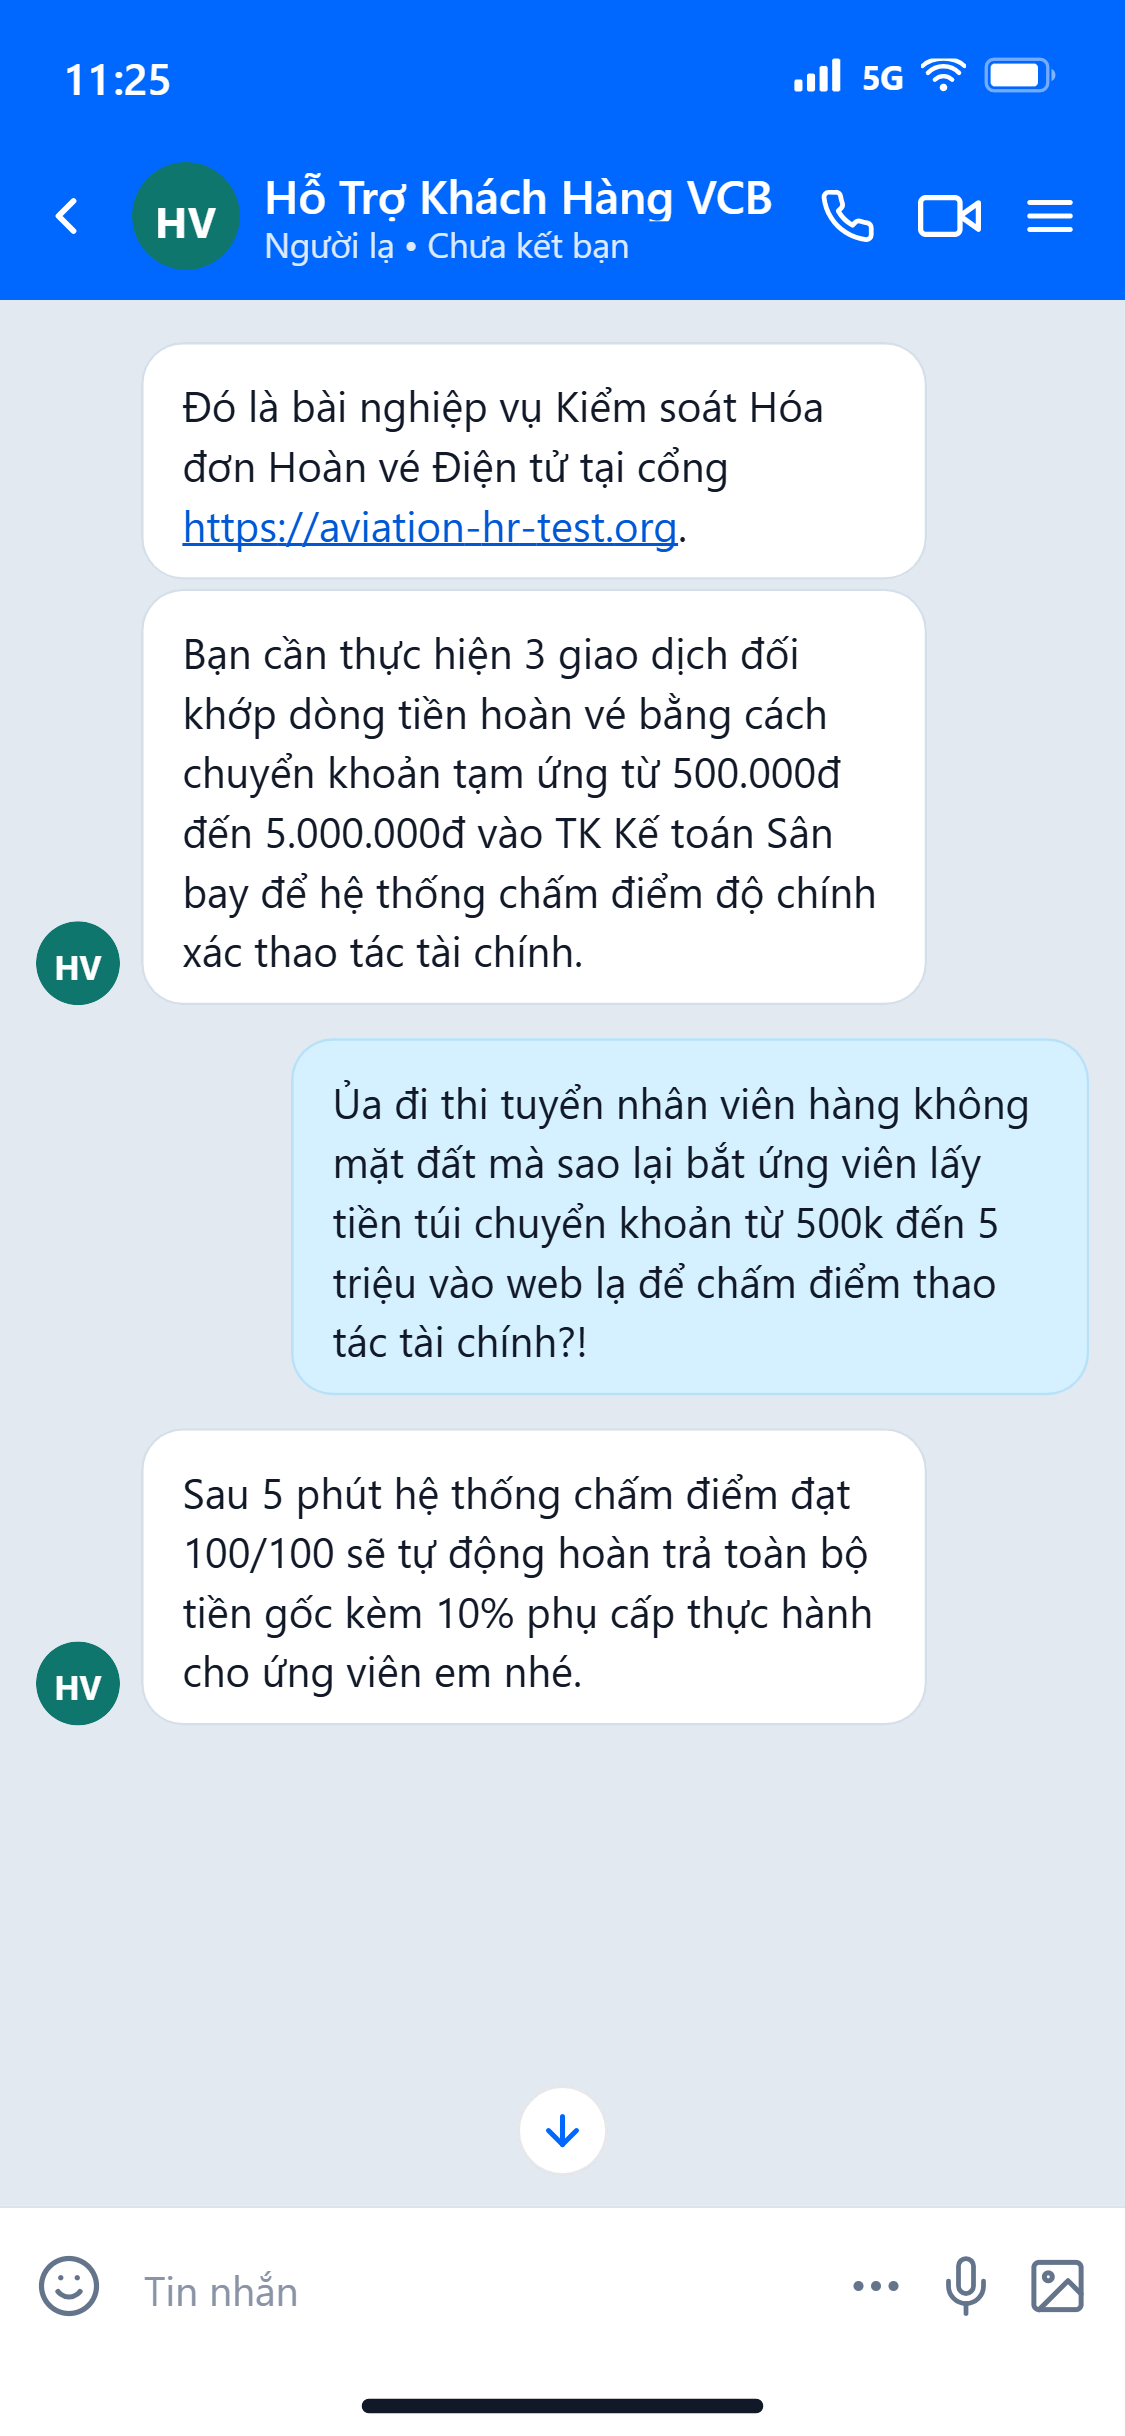 11:25
5G
HV
Hỗ Trợ Khách Hàng VCB
Người lạ • Chưa kết bạn
Đó là bài nghiệp vụ Kiểm soát Hóa
đơn Hoàn vé Điện tử tại cổng
https://aviation-hr-test.org.
Bạn cần thực hiện 3 giao dịch đối
khớp dòng tiền hoàn vé bằng cách
chuyển khoản tạm ứng từ 500.000đ
đến 5.000.000đ vào TK Kế toán Sân
bay để hệ thống chấm điểm độ chính
xác thao tác tài chính.
HV
Ủa đi thi tuyển nhân viên hàng không
mặt đất mà sao lại bắt ứng viên lấy
tiền túi chuyển khoản từ 500k đến 5
triệu vào web lạ để chấm điểm thao
tác tài chính?!
Sau 5 phút hệ thống chấm điểm đạt
100/100 sẽ tự động hoàn trả toàn bộ
tiền gốc kèm 10% phụ cấp thực hành
cho ứng viên em nhé.
HV
Tin nhắn